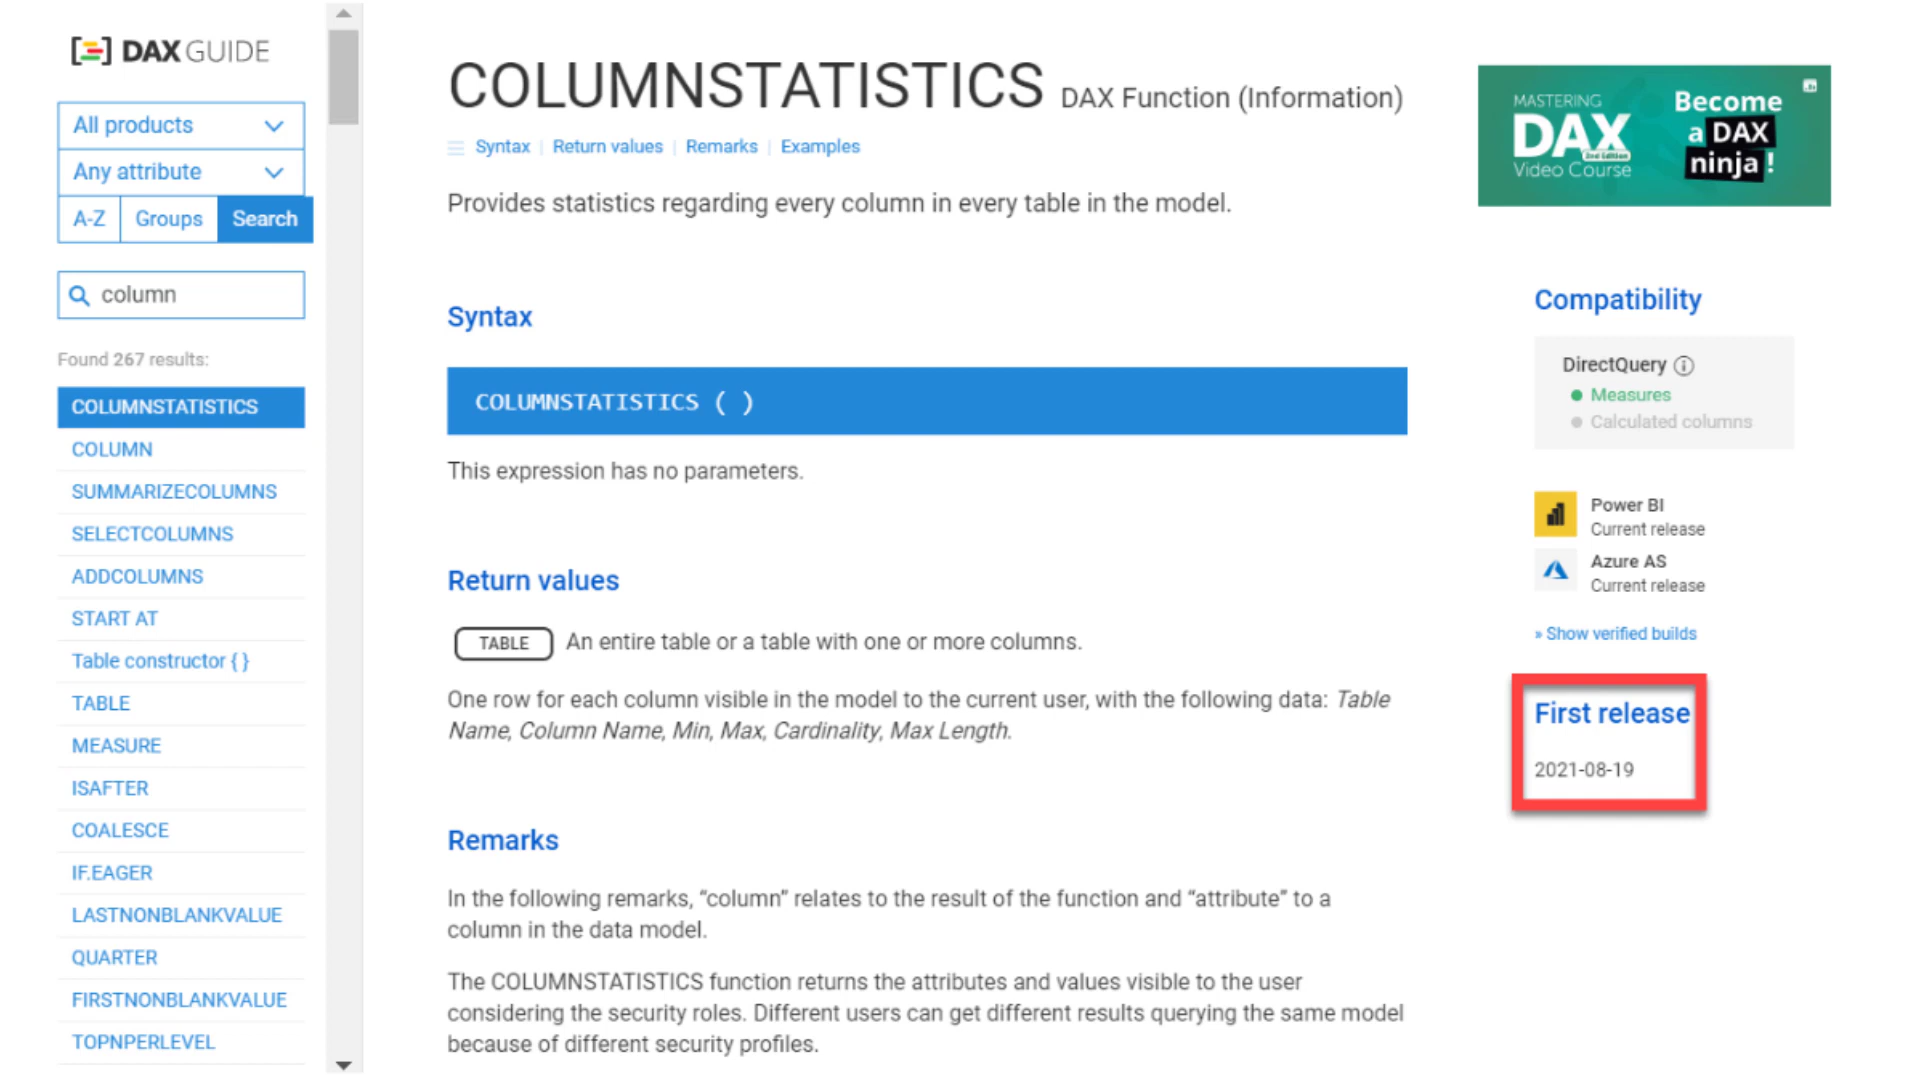 DAX GUIDE
All products
Any attribute
A-Z Groups Search
column
Found 267 results:
COLUMNSTATISTICS
COLUMN
SUMMARIZECOLUMNS
SELECTCOLUMNS
ADDCOLUMNS
START AT
Table constructor { }
TABLE
MEASURE
ISAFTER
COALESCE
IF.EAGER
LASTNONBLANKVALUE
QUARTER
FIRSTNONBLANKVALUE
TOPNPERLEVEL
COLUMNSTATISTICS DAX Function (Information)
Syntax | Return values | Remarks | Examples
Provides statistics regarding every column in every table in the model.
Syntax
COLUMNSTATISTICS ( )
This expression has no parameters.
Return values
TABLE An entire table or a table with one or more columns.
One row for each column visible in the model to the current user, with the following data: Table
Name, Column Name, Min, Max, Cardinality, Max Length.
Remarks
In the following remarks, “column” relates to the result of the function and “attribute” to a
column in the data model.
The COLUMNSTATISTICS function returns the attributes and values visible to the user
considering the security roles. Different users can get different results querying the same model
because of different security profiles.
MASTERING
DAX
2nd Edition
Video Course
Become
a DAX
ninja!
Compatibility
DirectQuery
Measures
Calculated columns
Power BI
Current release
Azure AS
Current release
» Show verified builds
First release
2021-08-19